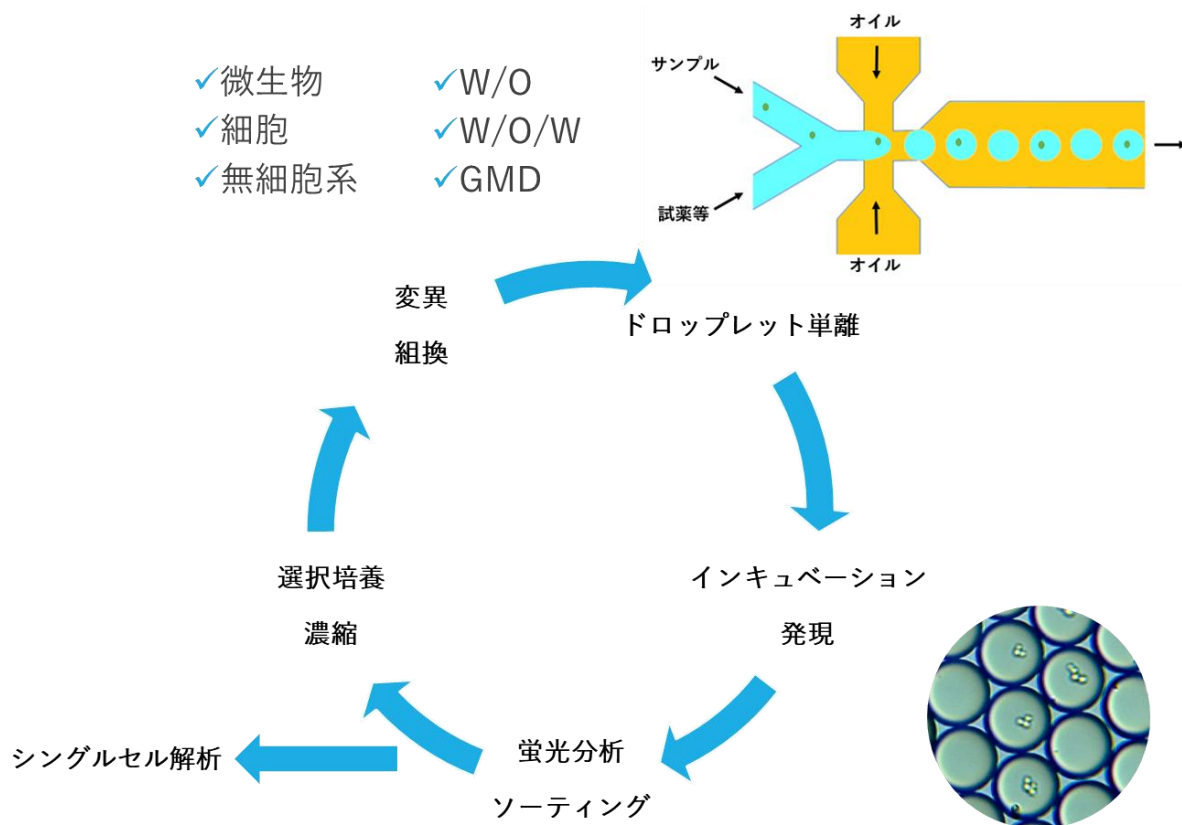 ✓微生物
✓細胞
✓無細胞系
✓W/O
✓W/O/W
✓GMD
オイル
サンプル
試薬等
オイル
変異
組換
ドロップレット単離
インキュベーション
発現
蛍光分析
ソーティング
シングルセル解析
選択培養
濃縮